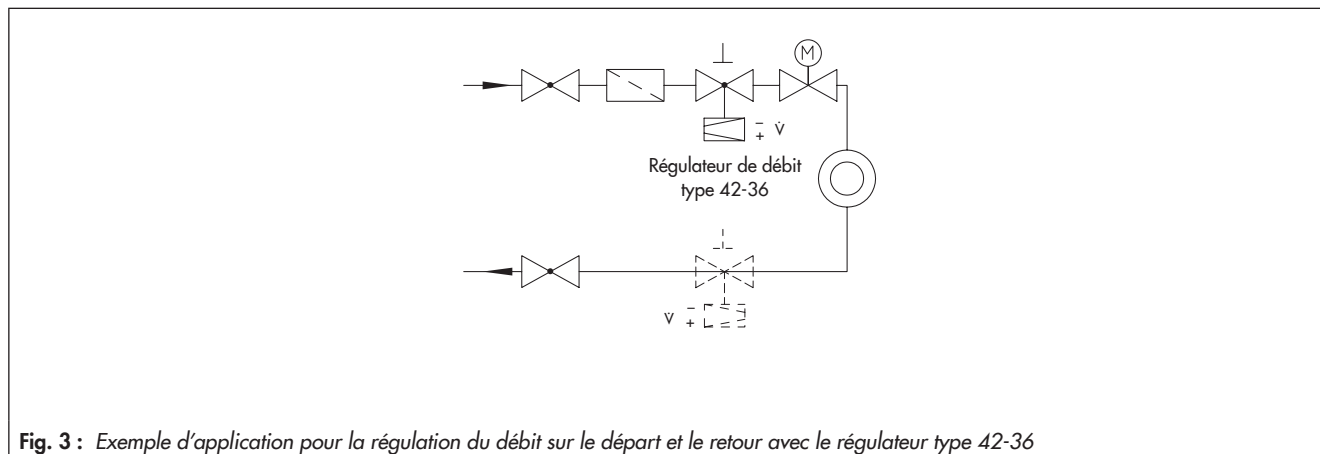 M
− V̇
+
Régulateur de débit
type 42-36
V̇ −
+
Fig. 3 : Exemple d’application pour la régulation du débit sur le départ et le retour avec le régulateur type 42-36